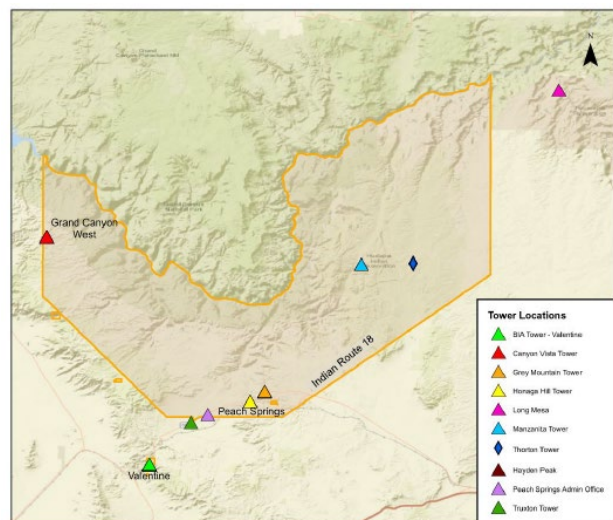 N
Grand Canyon
West
Indian Route 18
Peach Springs
Valentine
Tower Locations
BIA Tower - Valentine
Canyon Vista Tower
Grey Mountain Tower
Honaga Hill Tower
Long Mesa
Manzanita Tower
Thorton Tower
Hayden Peak
Peach Springs Admin Office
Truxton Tower